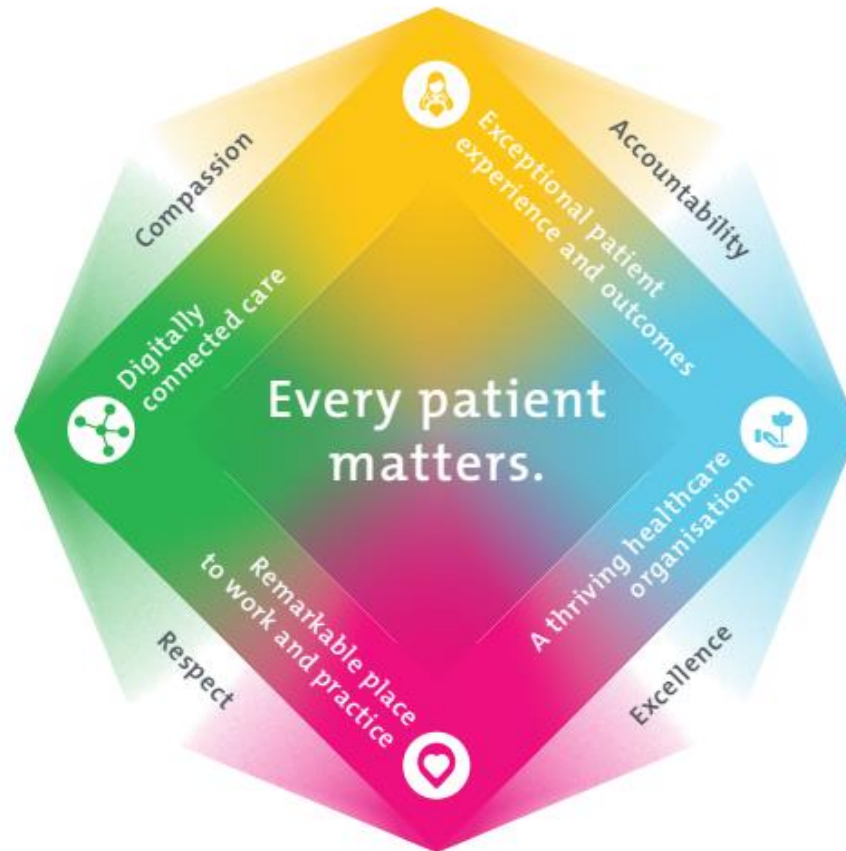 Compassion
Accountability
Exceptional patient
experience and outcomes
Digitally
connected care
Every patient
matters.
A thriving healthcare
organisation
Remarkable place
to work and practice
Respect
Excellence